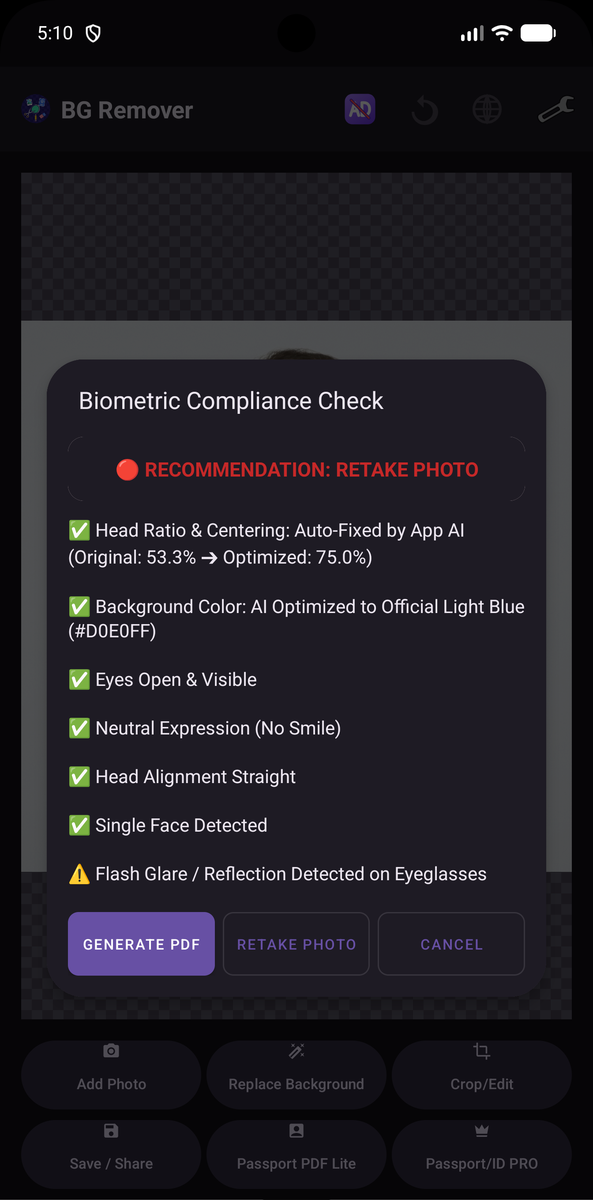 5:10
BG Remover
AD
Biometric Compliance Check
🔴 RECOMMENDATION: RETAKE PHOTO
✅ Head Ratio & Centering: Auto-Fixed by App AI
(Original: 53.3% ➔ Optimized: 75.0%)
✅ Background Color: AI Optimized to Official Light Blue
(#D0E0FF)
✅ Eyes Open & Visible
✅ Neutral Expression (No Smile)
✅ Head Alignment Straight
✅ Single Face Detected
⚠️ Flash Glare / Reflection Detected on Eyeglasses
GENERATE PDF RETAKE PHOTO CANCEL
Add Photo Replace Background Crop/Edit
Save / Share Passport PDF Lite Passport/ID PRO